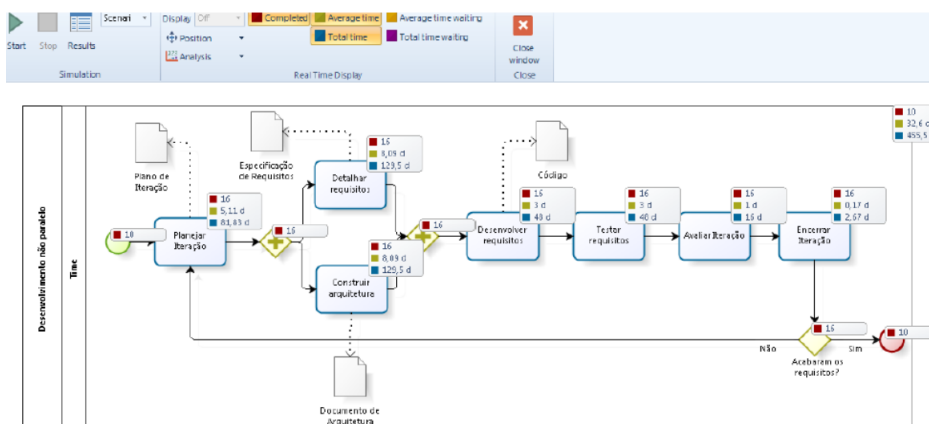 Start
Stop
Results
Scenari
Simulation
Display Off
Position
Analysis
Completed
Average time
Average time waiting
Total time
Total time waiting
Real Time Display
Close
window
Close
Desenvolvimento não paralelo
Time
10
32,6 d
455,5
Plano de
Iteração
Especificação
de Requisitos
Código
16
8,09 d
129,5 d
Detalhar
requisitos
16
5,11 d
81,83 d
Planejar
Iteração
10
16
16
16
8,09 d
129,5 d
Construir
arquitetura
16
3 d
48 d
Desenvolver
requisitos
16
3 d
48 d
Testar
requisitos
16
1 d
16 d
Avaliar Iteração
16
0,17 d
2,67 d
Encerrar
Iteração
16
Não
Sim
10
Acabaram os
requisitos?
Documento de
Arquitetura